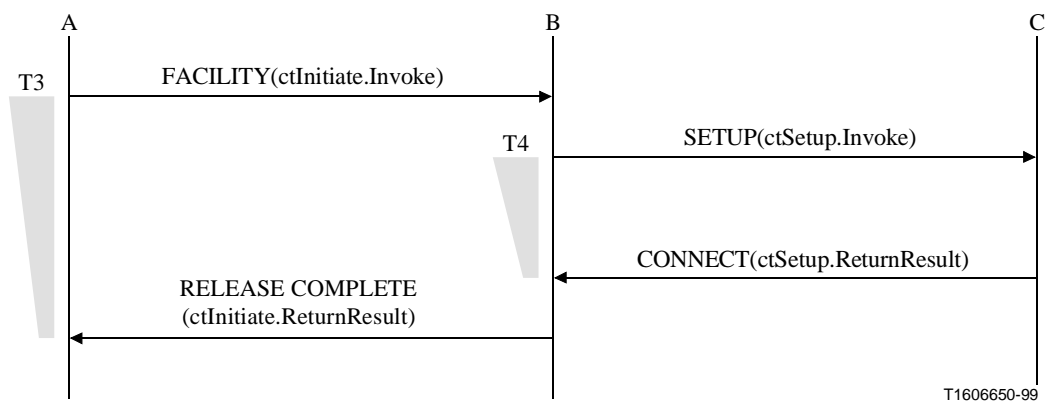 A B C
T3
FACILITY(ctInitiate.Invoke)
T4
SETUP(ctSetup.Invoke)
CONNECT(ctSetup.ReturnResult)
RELEASE COMPLETE
(ctInitiate.ReturnResult)
T1606650-99